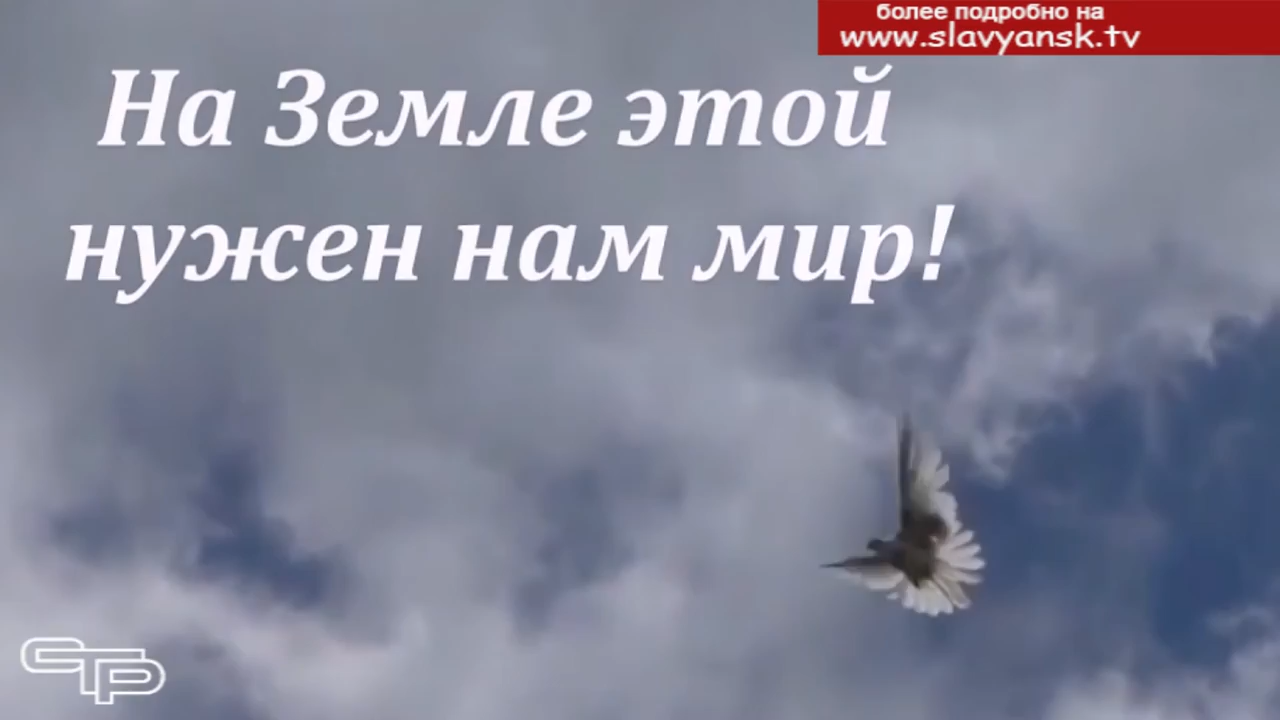 более подробно на
www.slavyansk.tv
На Земле этой
нужен нам мир!
СТР